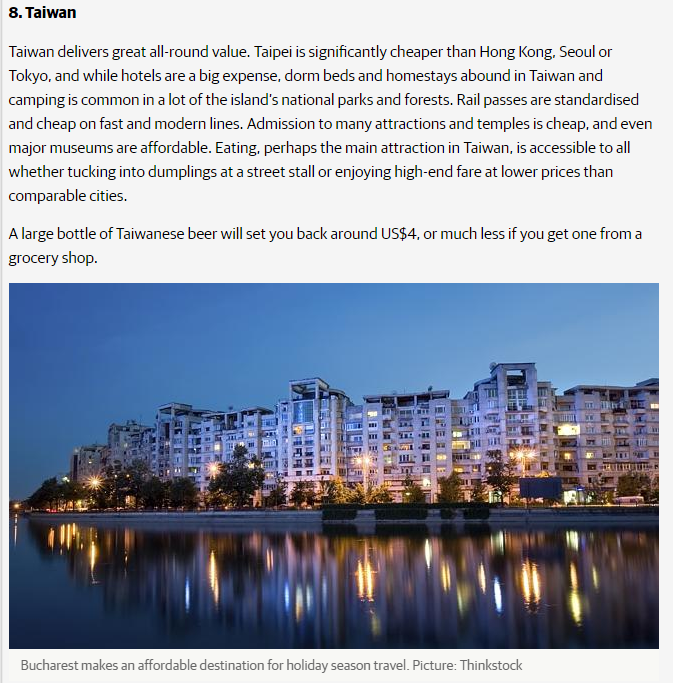 8. Taiwan
Taiwan delivers great all-round value. Taipei is significantly cheaper than Hong Kong, Seoul or
Tokyo, and while hotels are a big expense, dorm beds and homestays abound in Taiwan and
camping is common in a lot of the island's national parks and forests. Rail passes are standardised
and cheap on fast and modern lines. Admission to many attractions and temples is cheap, and even
major museums are affordable. Eating, perhaps the main attraction in Taiwan, is accessible to all
whether tucking into dumplings at a street stall or enjoying high-end fare at lower prices than
comparable cities.
A large bottle of Taiwanese beer will set you back around US$4, or much less if you get one from a
grocery shop.
Bucharest makes an affordable destination for holiday season travel. Picture: Thinkstock